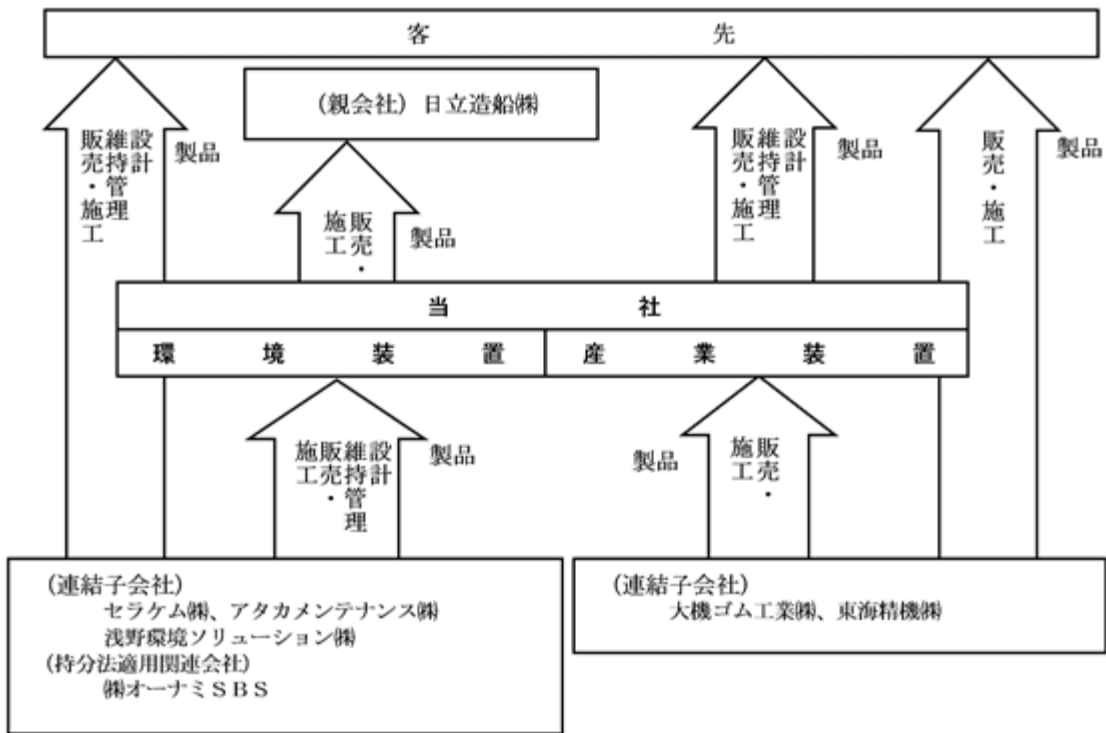 客先
(親会社) 日立造船㈱
設計
維持管理
販売・施工
製品
販売・
施工
製品
設計
維持管理
販売・施工
製品
販売・施工
製品
当社
環境装置
産業装置
設計
維持管理
販売・
施工
製品
製品
販売・
施工
(連結子会社)
セラケム㈱、アタカメンテナンス㈱
浅野環境ソリューション㈱
(持分法適用関連会社)
㈱オーナミＳＢＳ
(連結子会社)
大機ゴム工業㈱、東海精機㈱